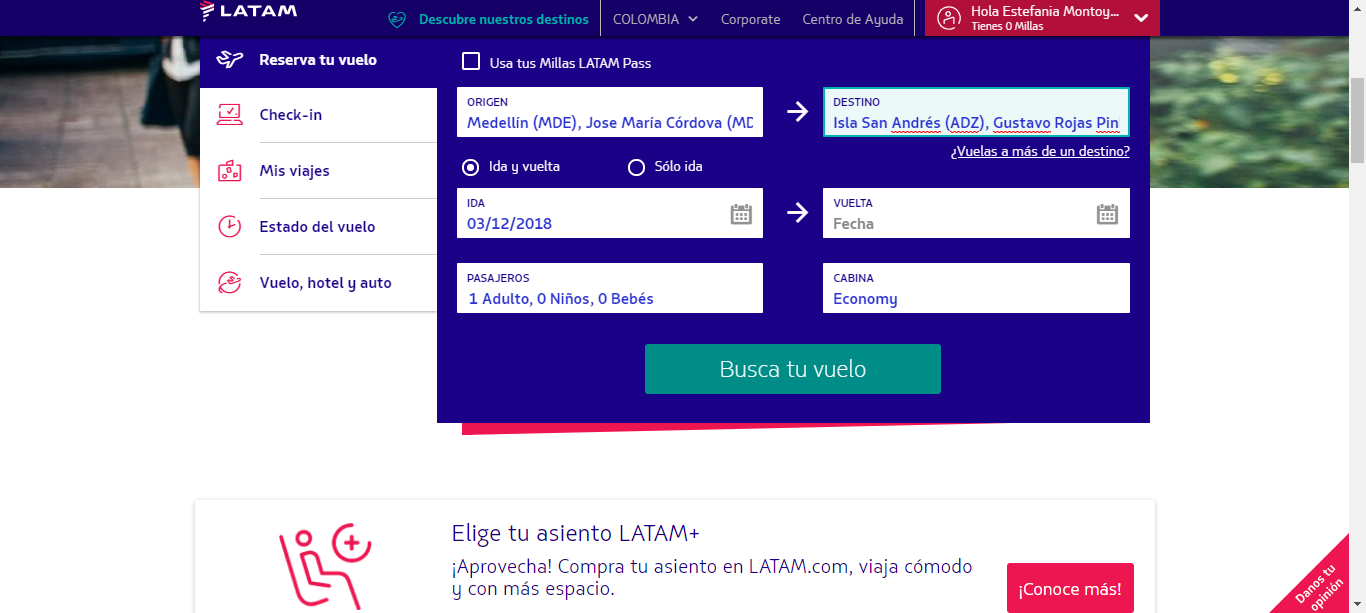 LATAM
Descubre nuestros destinos
COLOMBIA
Corporate
Centro de Ayuda
Hola Estefania Montoy...
Tienes 0 Millas
Reserva tu vuelo
Check-in
Mis viajes
Estado del vuelo
Vuelo, hotel y auto
Usa tus Millas LATAM Pass
ORIGEN
Medellín (MDE), Jose María Córdova (MD
DESTINO
Isla San Andrés (ADZ), Gustavo Rojas Pin
¿Vuelas a más de un destino?
Ida y vuelta
Sólo ida
IDA
03/12/2018
VUELTA
Fecha
PASAJEROS
1 Adulto, 0 Niños, 0 Bebés
CABINA
Economy
Busca tu vuelo
Elige tu asiento LATAM+
¡Aprovecha! Compra tu asiento en LATAM.com, viaja cómodo
y con más espacio.
¡Conoce más!
Danos tu
opinión